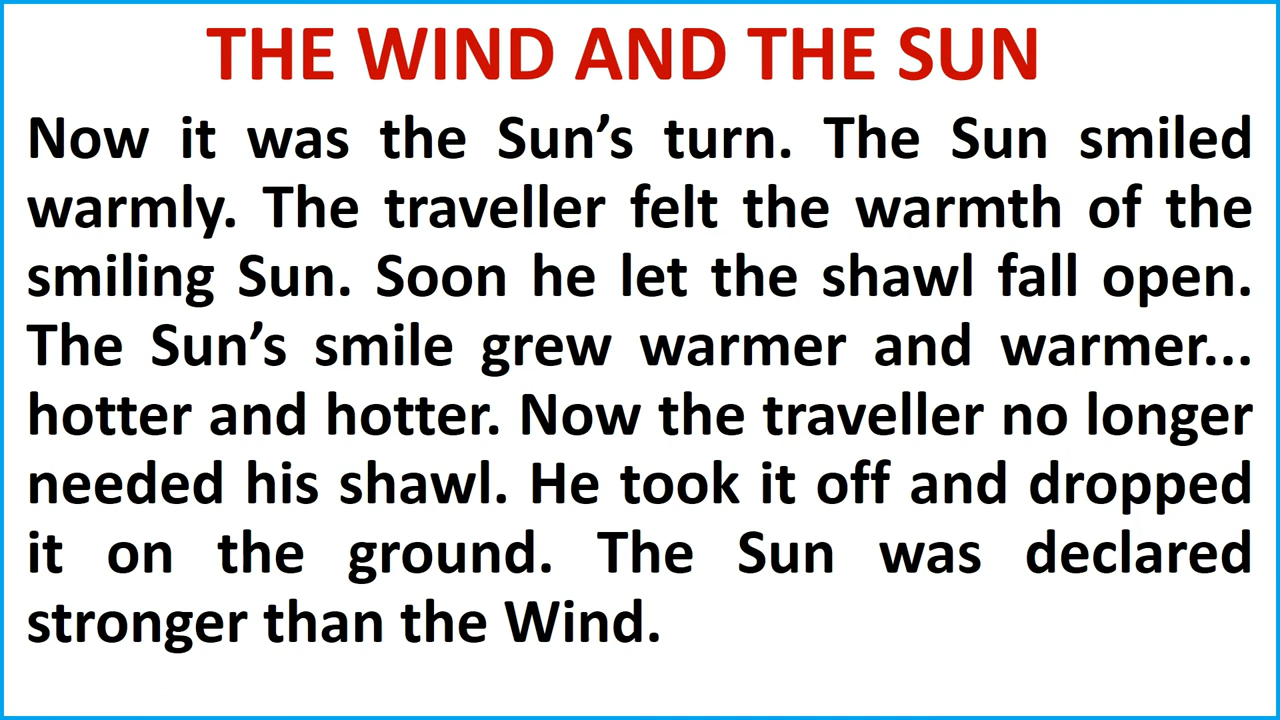 THE WIND AND THE SUN
Now it was the Sun’s turn. The Sun smiled
warmly. The traveller felt the warmth of the
smiling Sun. Soon he let the shawl fall open.
The Sun’s smile grew warmer and warmer...
hotter and hotter. Now the traveller no longer
needed his shawl. He took it off and dropped
it on the ground. The Sun was declared
stronger than the Wind.